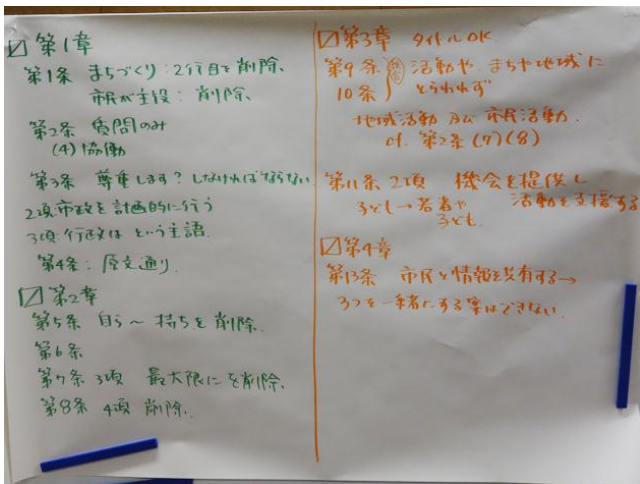 ☑ 第1章
第1条 まちづくり：2行目を削除、
市民が主役：削除、
第2条 質問のみ
(4) 協働
第3条 尊重します？しなければならない
2項：市政を計画的に行う
3項：行政は という主語
第4条：原文通り
☑ 第2章
第5条 自ら〜持ちを削除
第6条
第7条 3項 最大限にを削除、
第8条 4項 削除、
☑ 第3章 タイトルOK
第9条 活動や まちや地域に
10条 とらわれず
地域活動及び市民活動
cf. 第2条 (7)(8)
第11条 2項 機会を提供し
子ども→若者や 活動を支援する
子ども
☑ 第4章
第13条 市民と情報を共有する→
3つを一緒にする事はできない